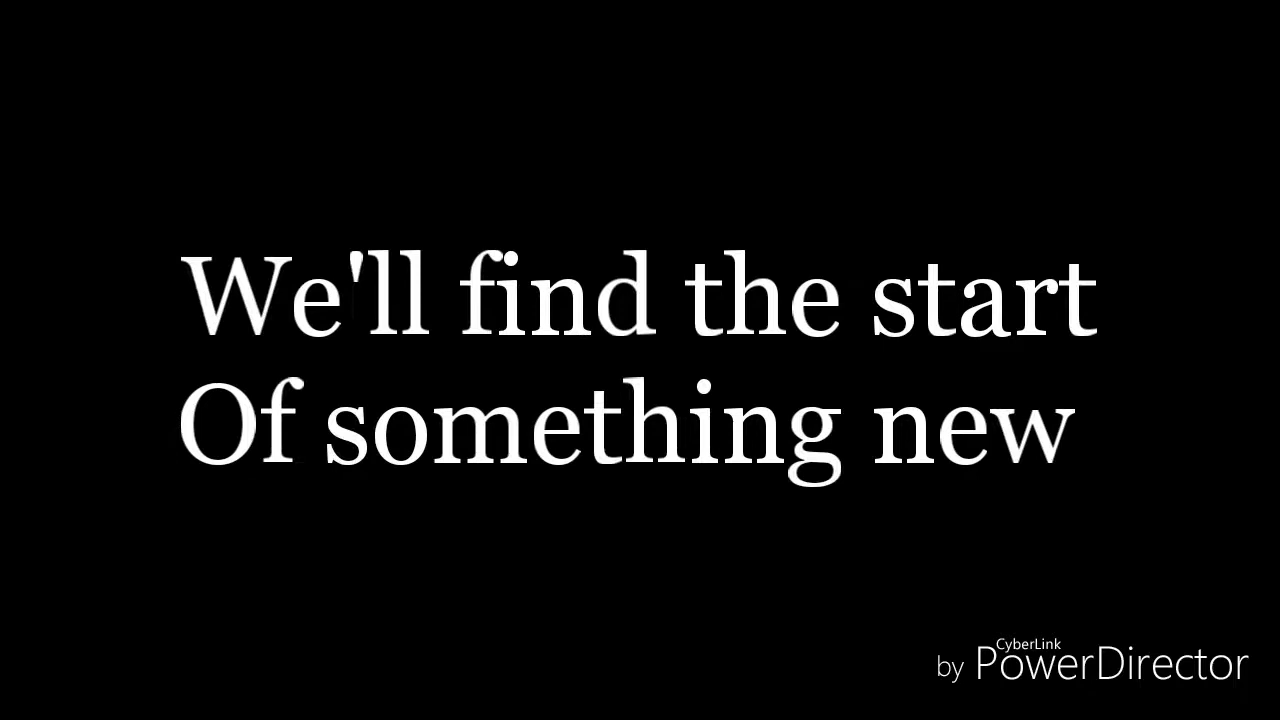 We'll find the start
Of something new
CyberLink
by PowerDirector